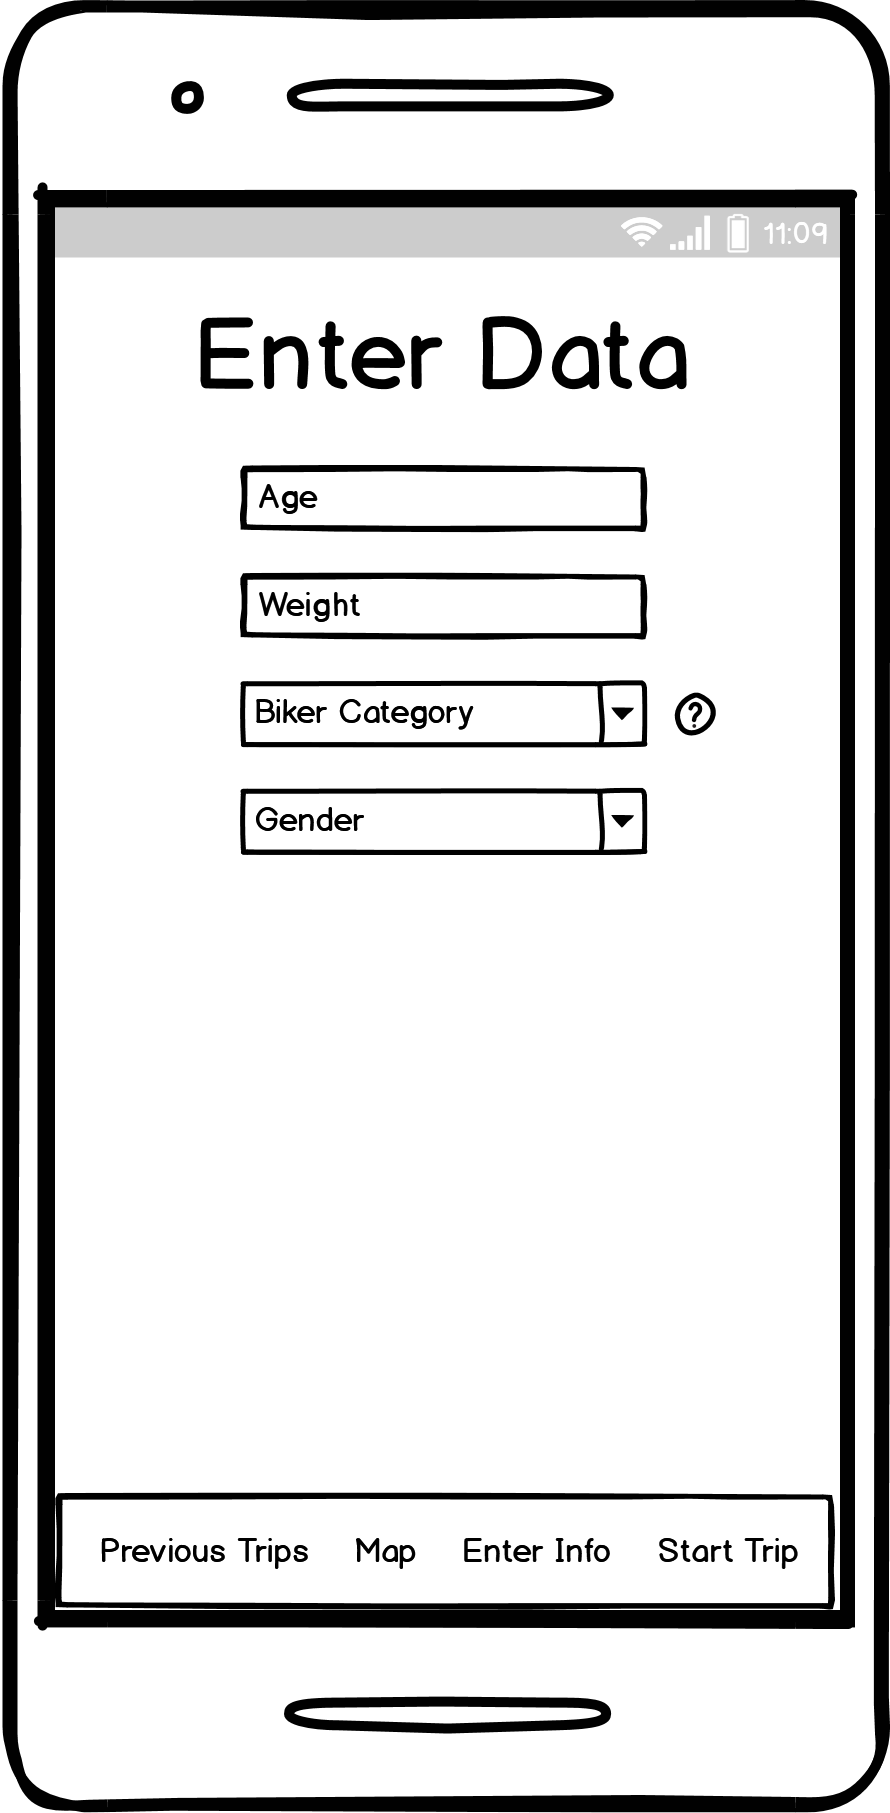 11:09
Enter Data
Age
Weight
Biker Category
?
Gender
Previous Trips Map Enter Info Start Trip